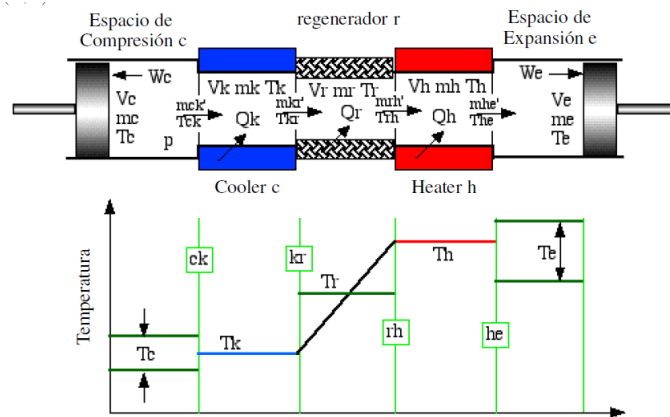 Espacio de
Compresión c
regenerador r
Espacio de
Expansión e
Wc
Vc
mc
Tc
p
mck'
Tck
Vk mk Tk
Qk
mkr'
Tkr
Vr mr Tr
Qr
mrh'
Trh
Vh mh Th
Qh
mhe'
The
We
Ve
me
Te
Cooler c
Heater h
Temperatura
ck
kr
rh
he
Tc
Tk
Tr
Th
Te